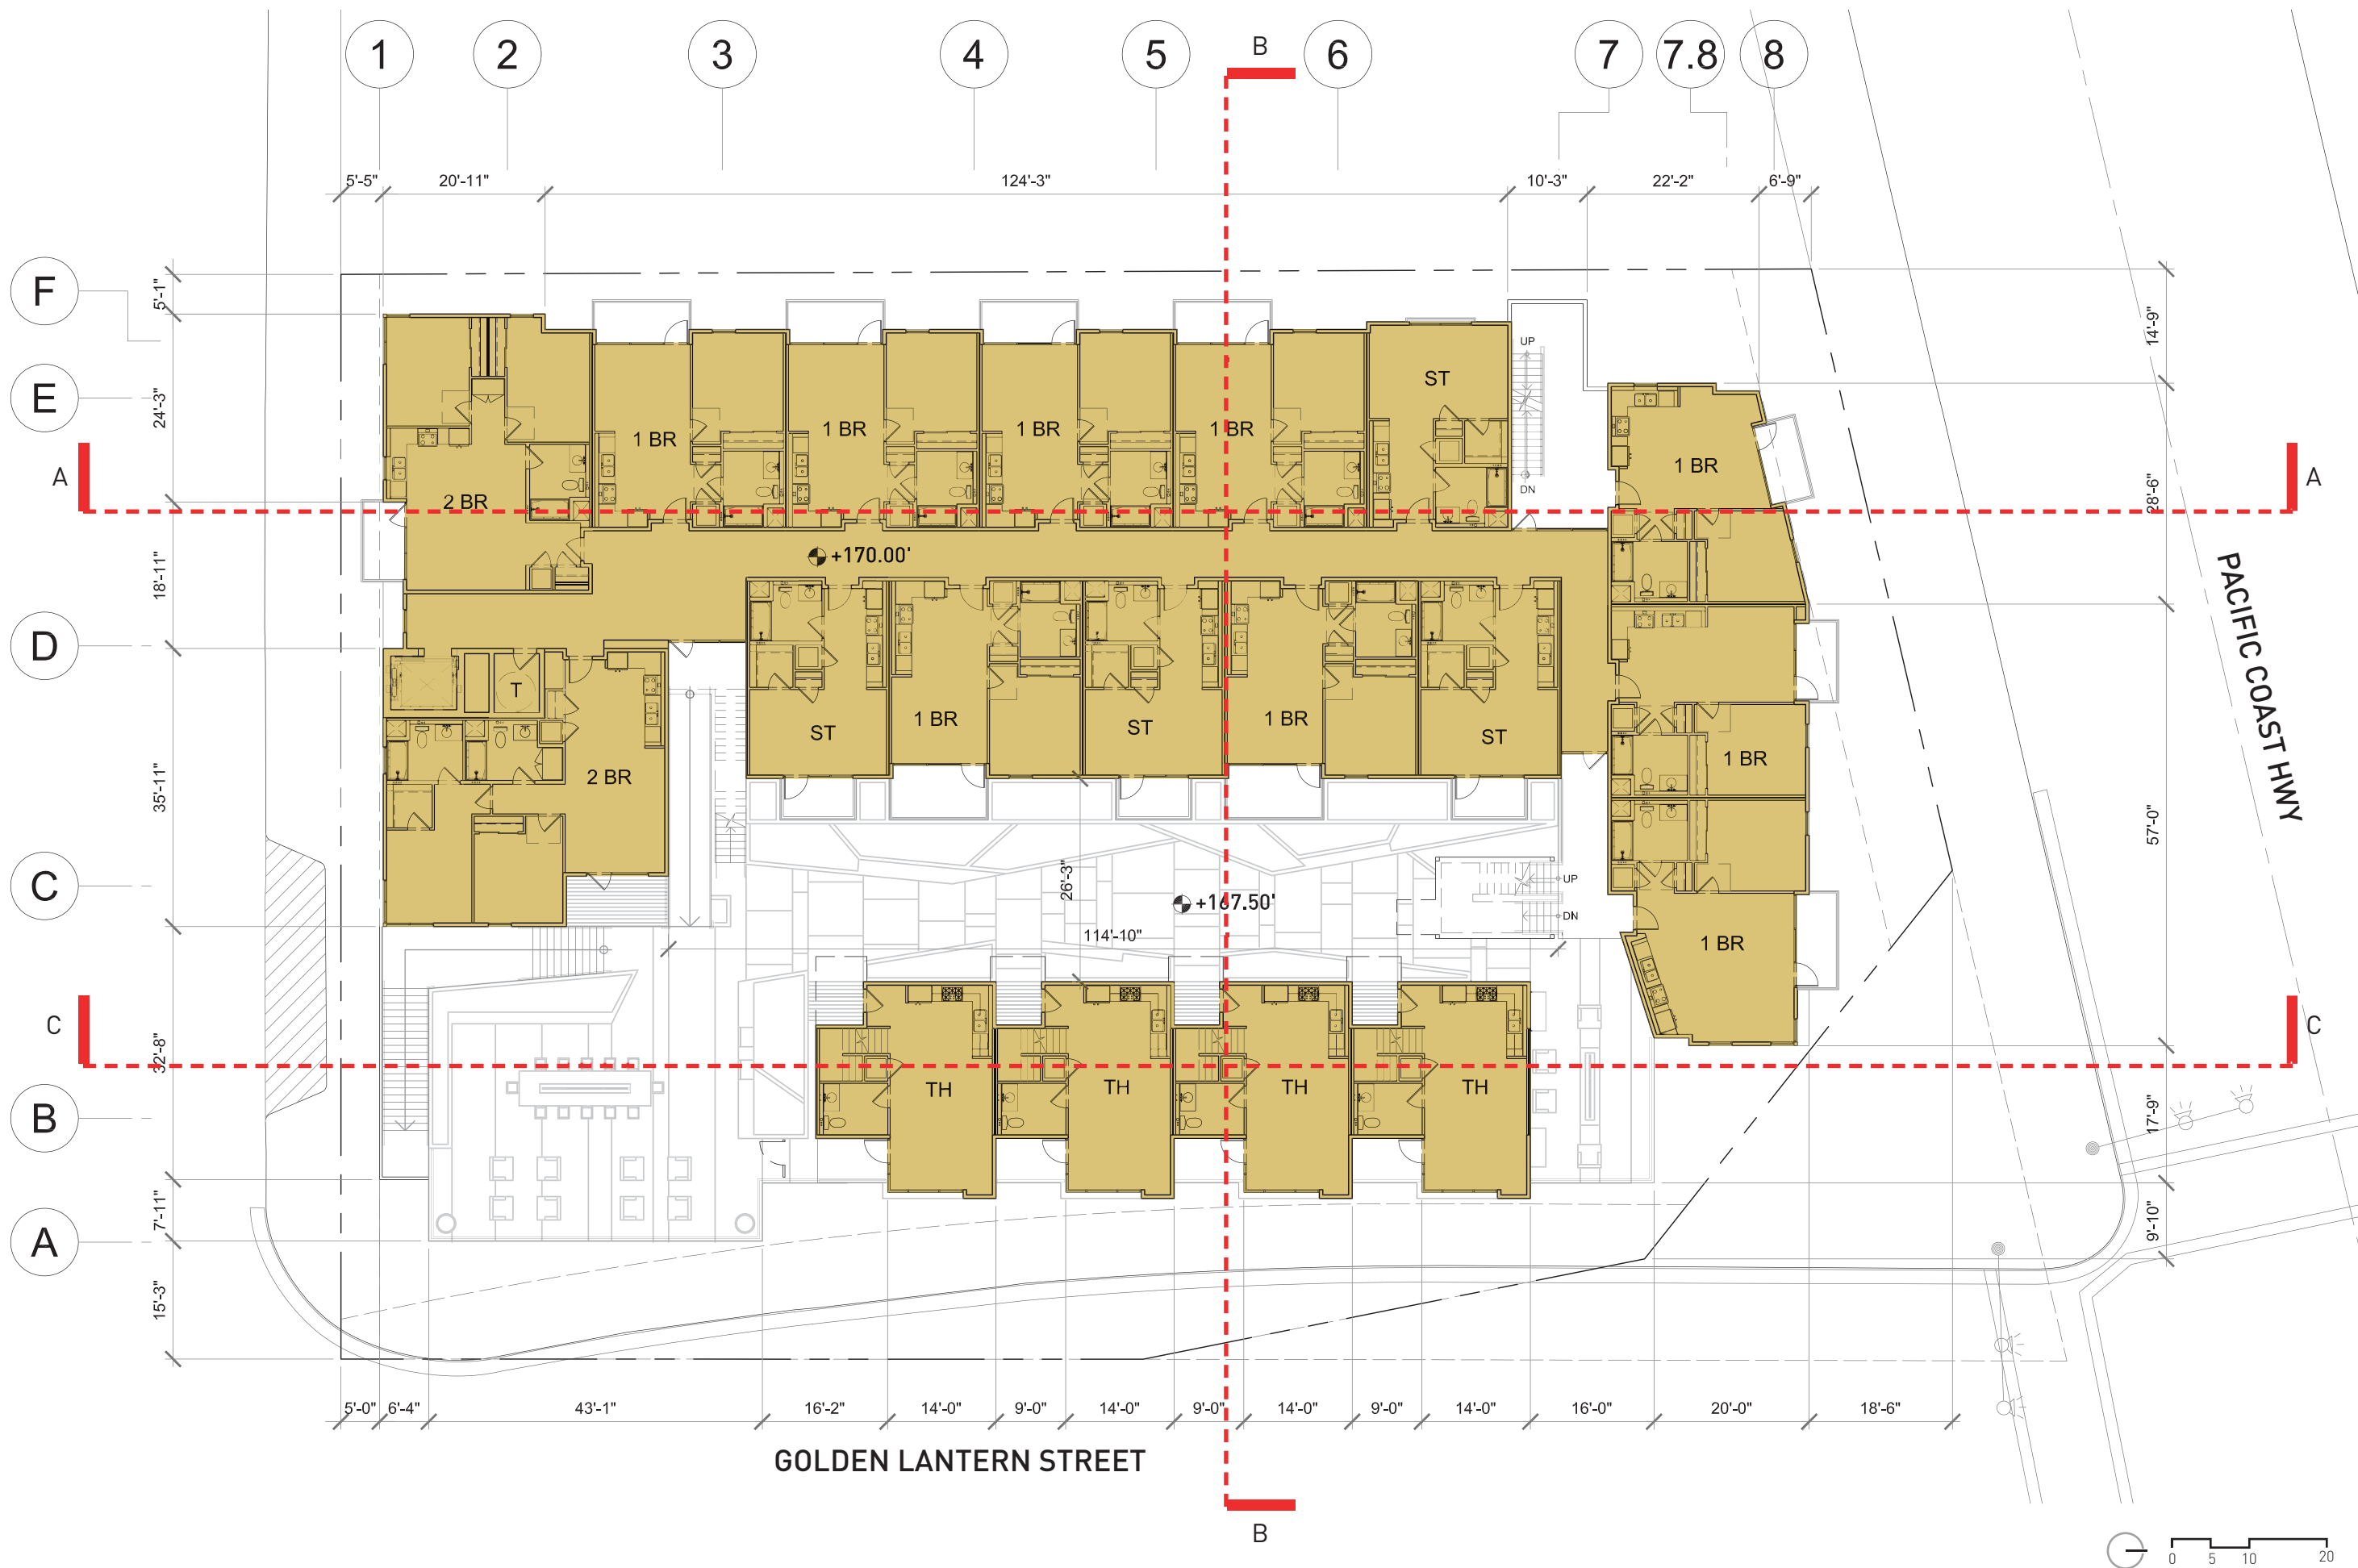 1 2 3 4 5 B 6 7 7.8 8
5'-5" 20'-11" 124'-3" 10'-3" 22'-2" 6'-9"
F
E
D
C
B
A
5'-1"
24'-3"
18'-11"
35'-11"
32'-8"
7'-11"
15'-3"
14'-9"
28'-6"
57'-0"
17'-9"
9'-10"
A A
C C
UP
DN
ST
1 BR 1 BR 1 BR 1 BR
1 BR
2 BR
+170.00'
T
2 BR
ST 1 BR ST 1 BR ST
1 BR
1 BR
UP
DN
26'-3"
+167.50'
114'-10"
TH TH TH TH
PACIFIC COAST HWY
5'-0" 6'-4" 43'-1" 16'-2" 14'-0" 9'-0" 14'-0" 9'-0" 14'-0" 9'-0" 14'-0" 16'-0" 20'-0" 18'-6"
GOLDEN LANTERN STREET
B
0 5 10 20